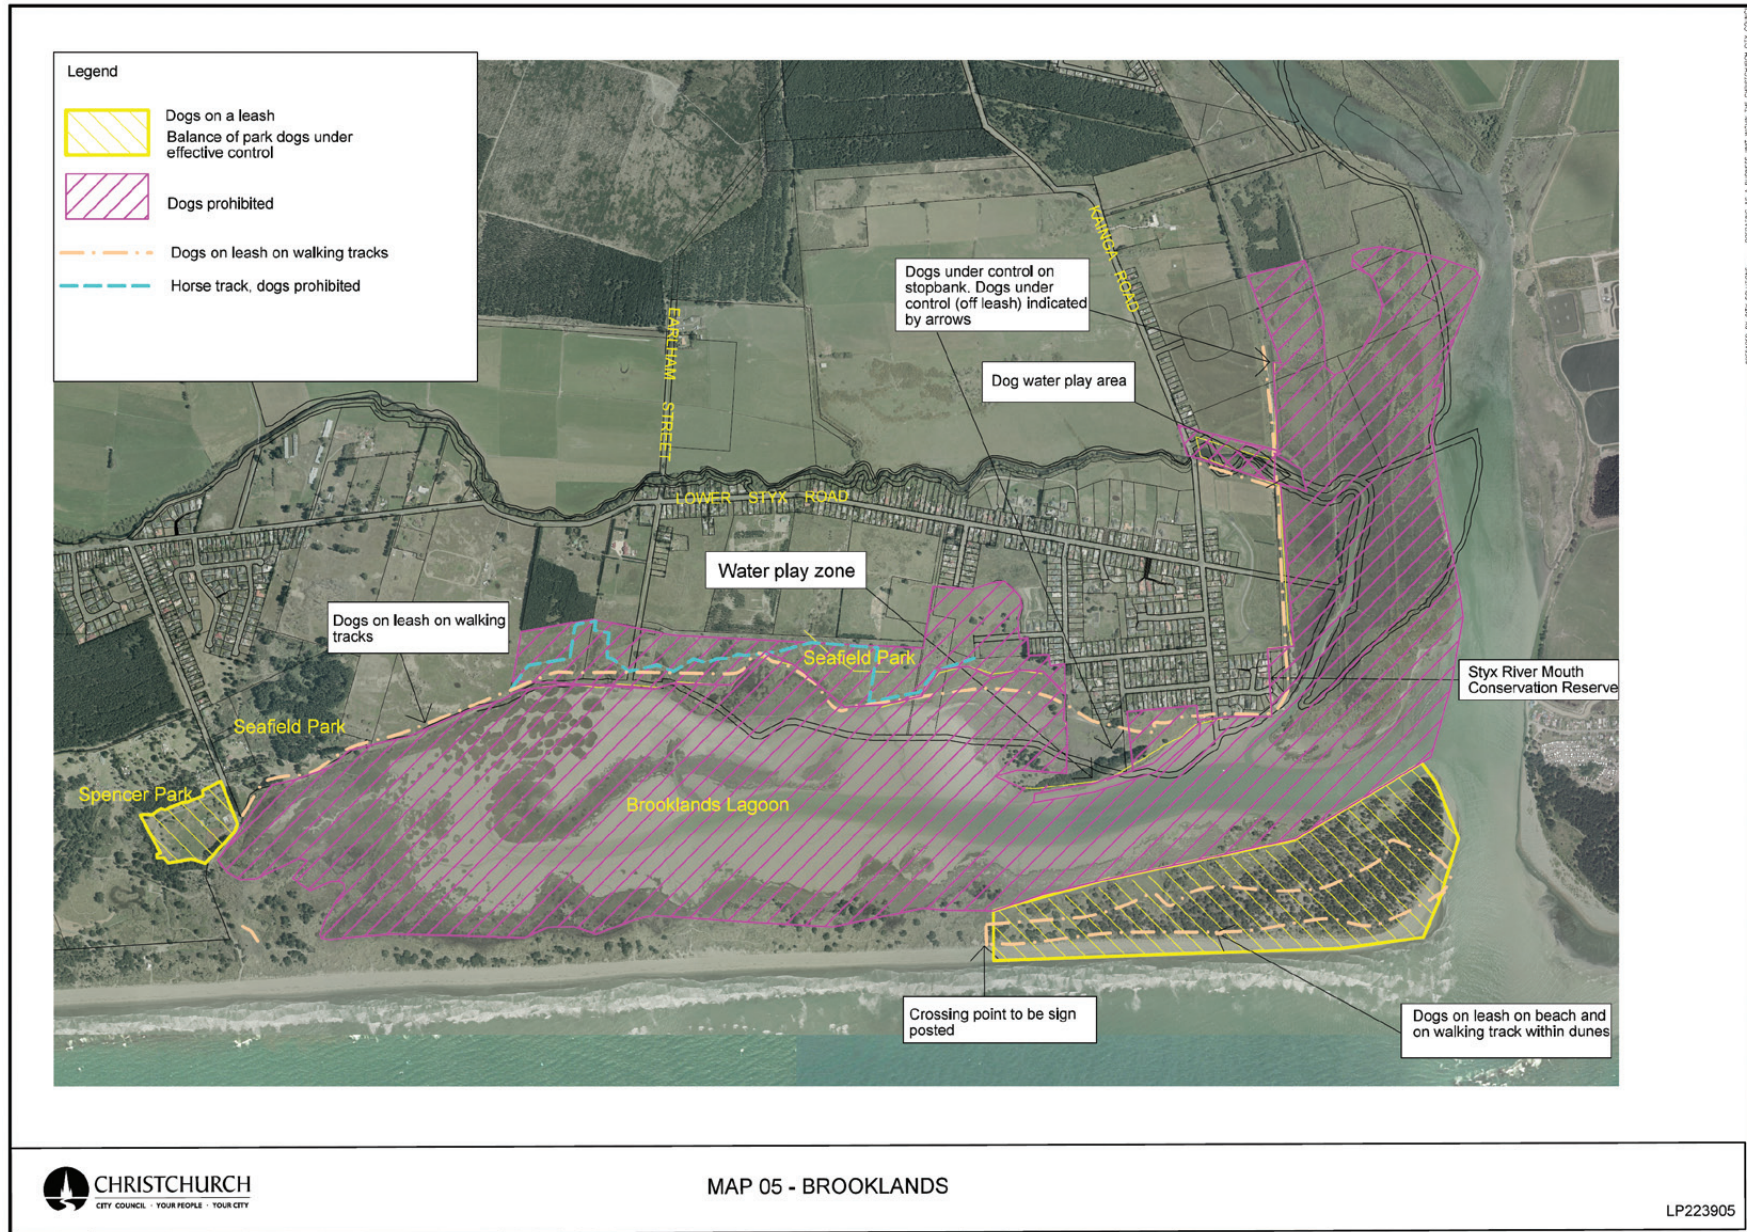 Legend
Dogs on a leash
Balance of park dogs under
effective control
Dogs prohibited
Dogs on leash on walking tracks
Horse track, dogs prohibited
KAINGA ROAD
Dogs under control on
stopbank. Dogs under
control (off leash) indicated
by arrows
EARLHAM STREET
Dog water play area
LOWER STYX ROAD
Water play zone
Dogs on leash on walking
tracks
Seafield Park
Styx River Mouth
Conservation Reserve
Seafield Park
Spencer Park
Brooklands Lagoon
Crossing point to be sign
posted
Dogs on leash on beach and
on walking track within dunes
CHRISTCHURCH
CITY COUNCIL · YOUR PEOPLE · YOUR CITY
MAP 05 - BROOKLANDS
LP223905